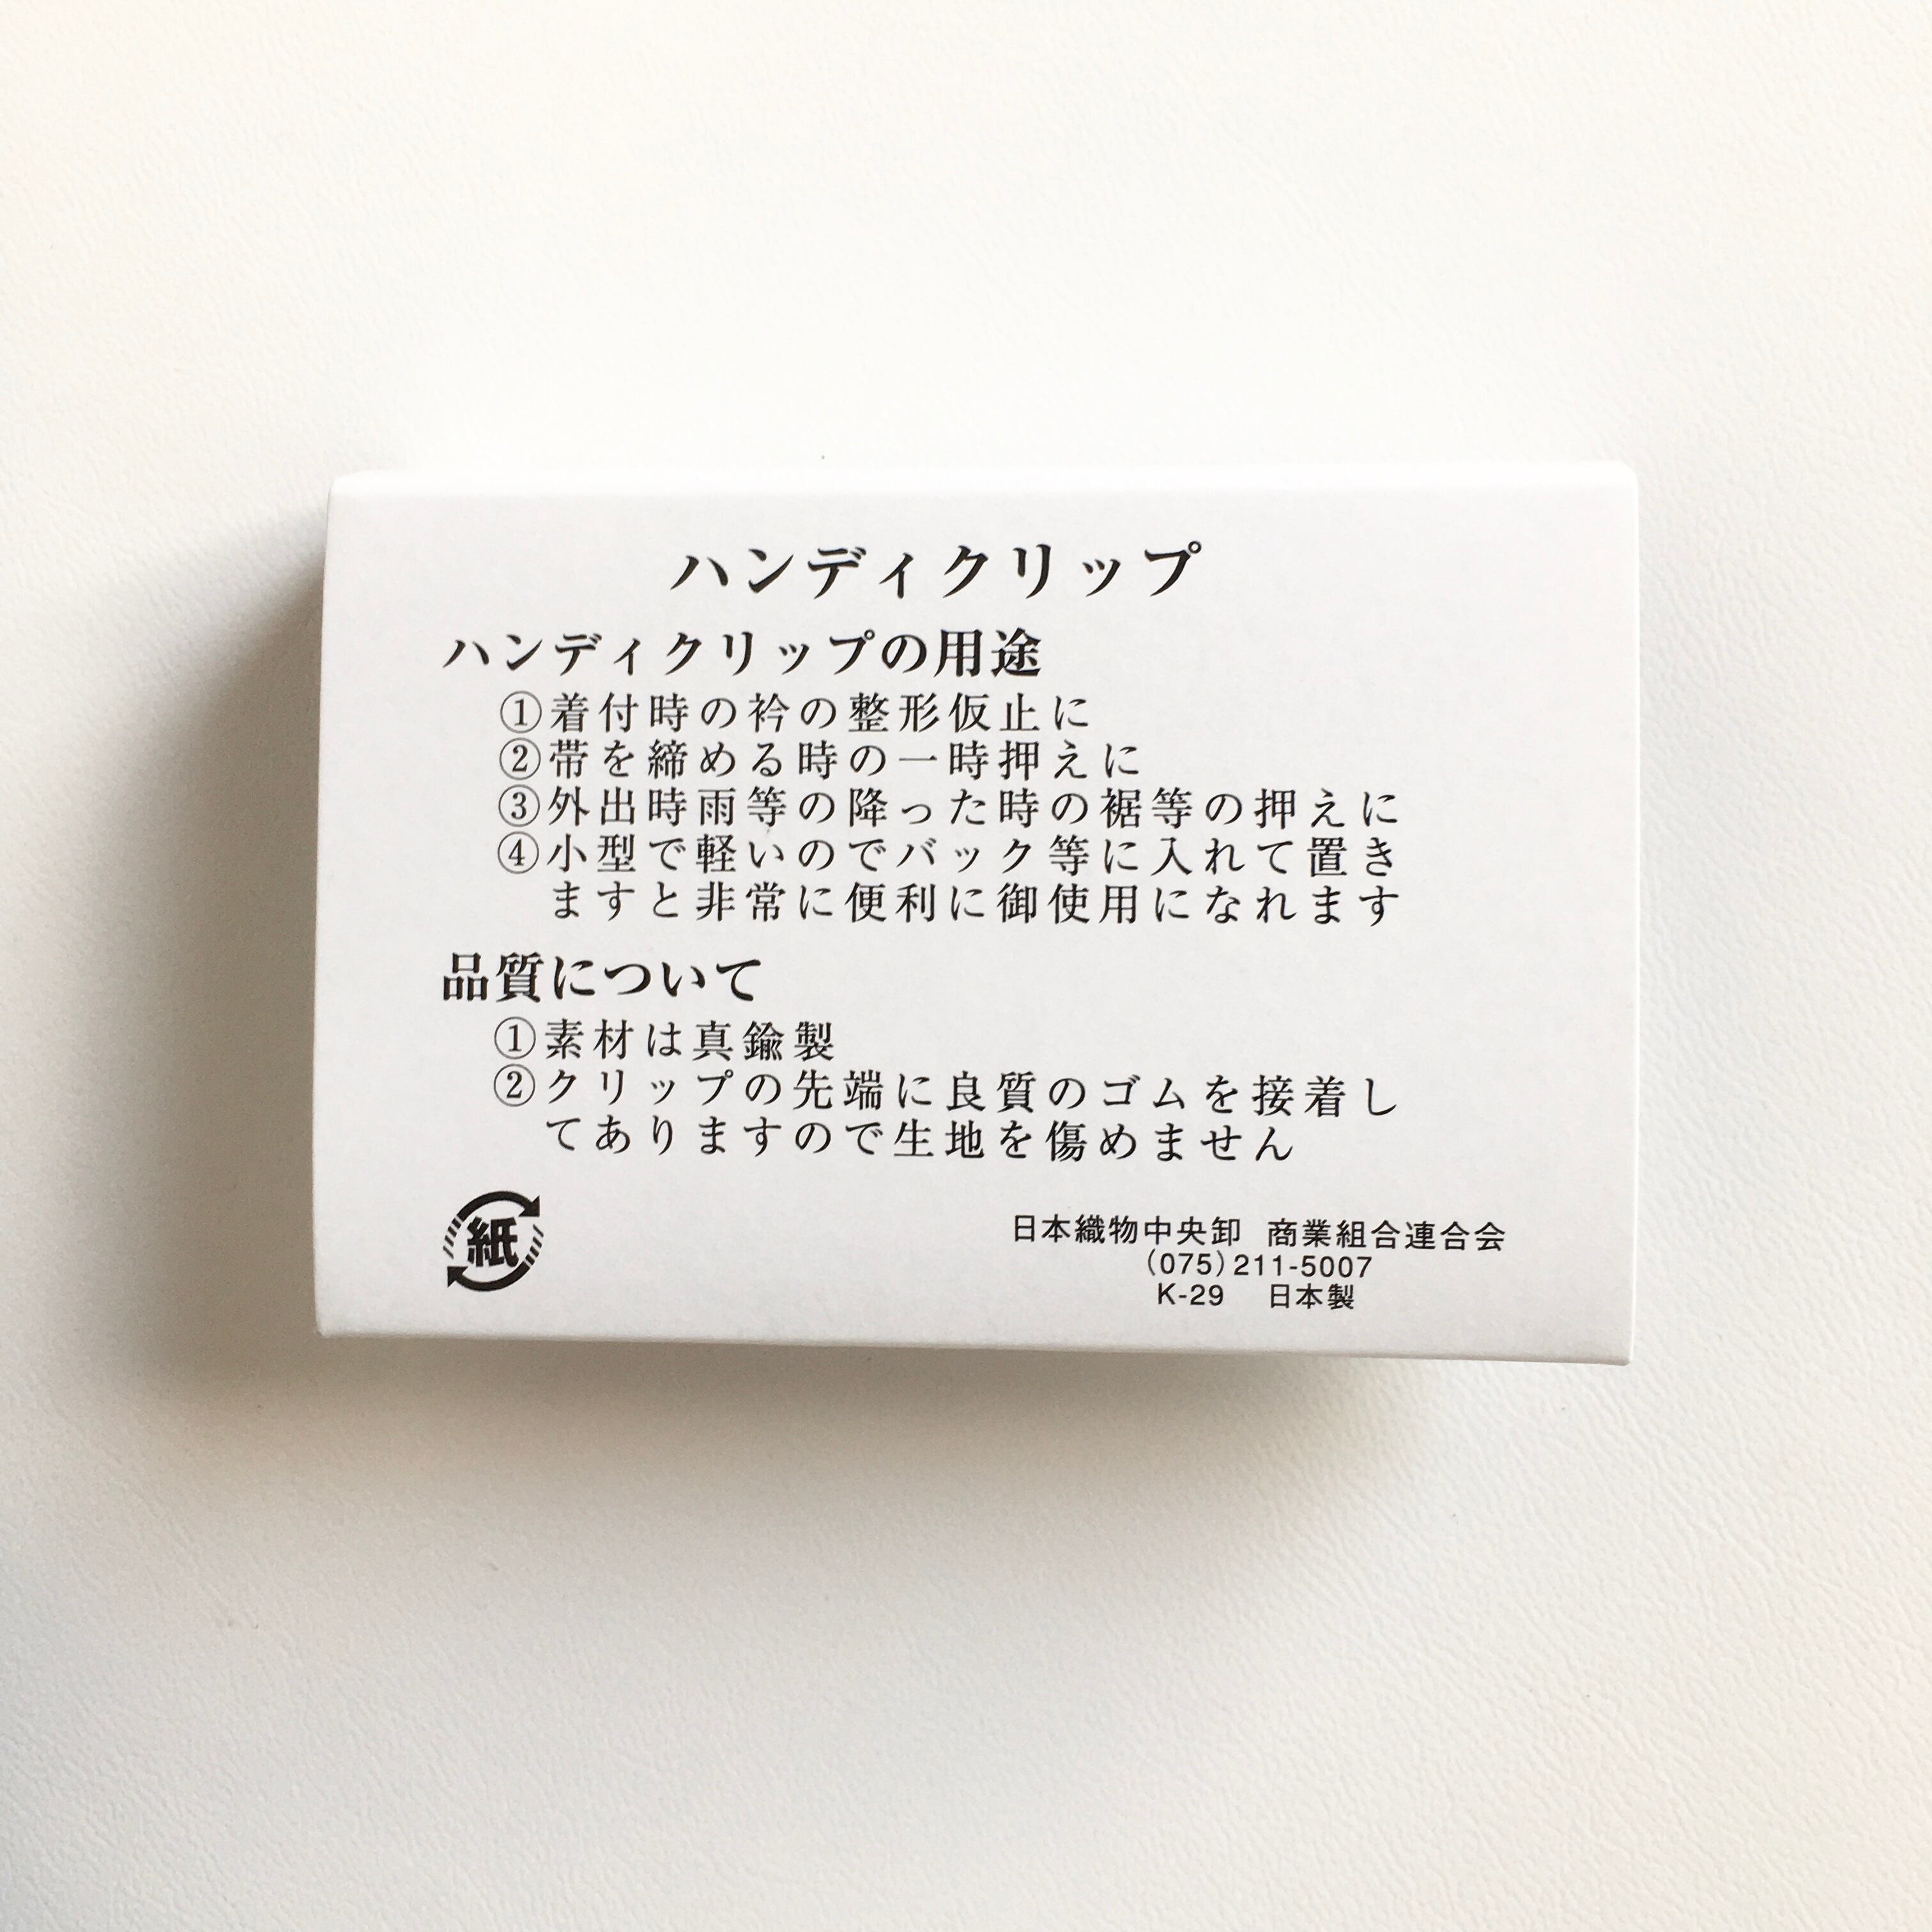 ハンディクリップ
ハンディクリップの用途
①着付時の衿の整形仮止に
②帯を締める時の一時押えに
③外出時雨等の降った時の裾等の押えに
④小型で軽いのでバック等に入れて置き
ますと非常に便利に御使用になれます
品質について
①素材は真鍮製
②クリップの先端に良質のゴムを接着し
てありますので生地を傷めません
紙
日本織物中央卸 商業組合連合会
(075)211-5007
K-29 日本製